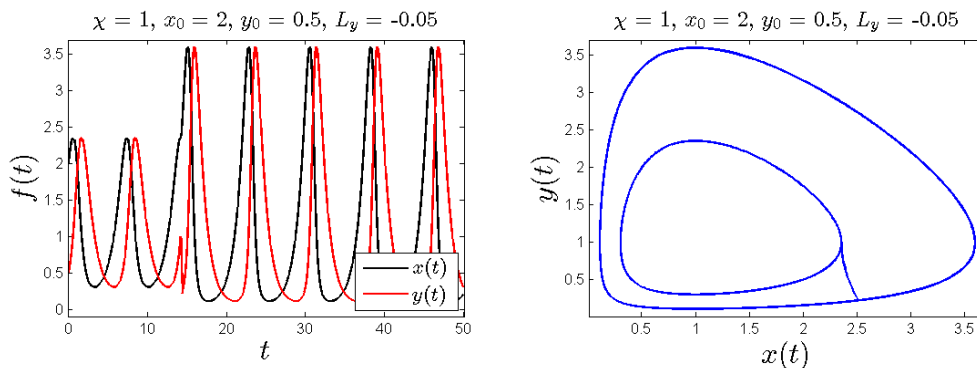 χ = 1, x₀ = 2, y₀ = 0.5, L_y = -0.05
f(t)
3.5
3
2.5
2
1.5
1
0.5
0
0 10 20 30 40 50
t
x(t)
y(t)
χ = 1, x₀ = 2, y₀ = 0.5, L_y = -0.05
y(t)
3.5
3
2.5
2
1.5
1
0.5
0.5 1 1.5 2 2.5 3 3.5
x(t)